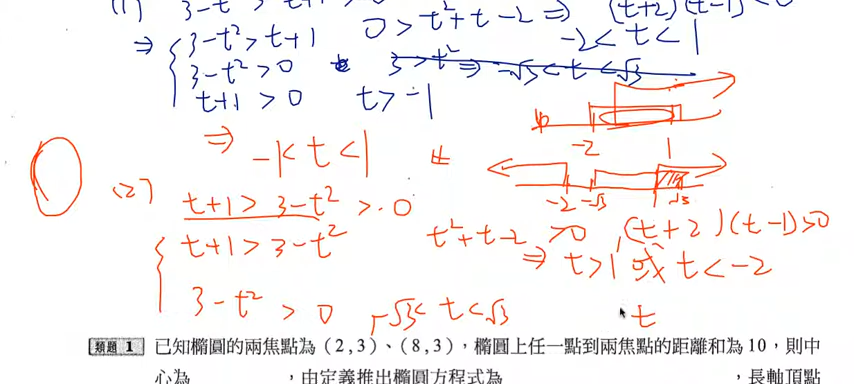 (1) 3-t² > t+1 > 0
0 > t²+t-2 ⇒ (t+2)(t-1)<0
⇒ { 3-t² > t+1 -2 < t < 1
3-t² > 0 3 > t² ⇒ -√3 < t < √3
t+1 > 0 t > -1
⇒ -1 < t < 1
-2 1
(2) t+1 > 3-t² > 0
-2 -√3 1 √3
{ t+1 > 3-t² t²+t-2 > 0 (t+2)(t-1)>0
⇒ t>1 或 t<-2
3-t² > 0 -√3 < t < √3 t
類題 1 已知橢圓的兩焦點為(2,3)、(8,3),橢圓上任一點到兩焦點的距離和為10,則中
心為 ,由定義推出橢圓方程式為 ,長軸頂點